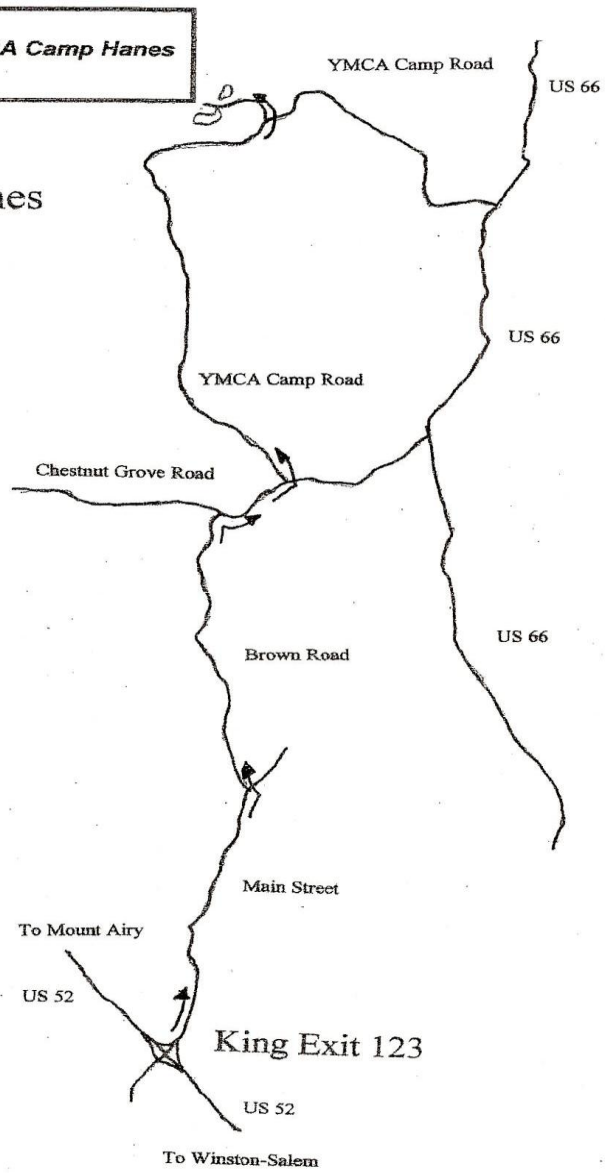 A Camp Hanes
YMCA Camp Road
US 66
US 66
YMCA Camp Road
Chestnut Grove Road
US 66
Brown Road
Main Street
To Mount Airy
US 52
King Exit 123
US 52
To Winston-Salem